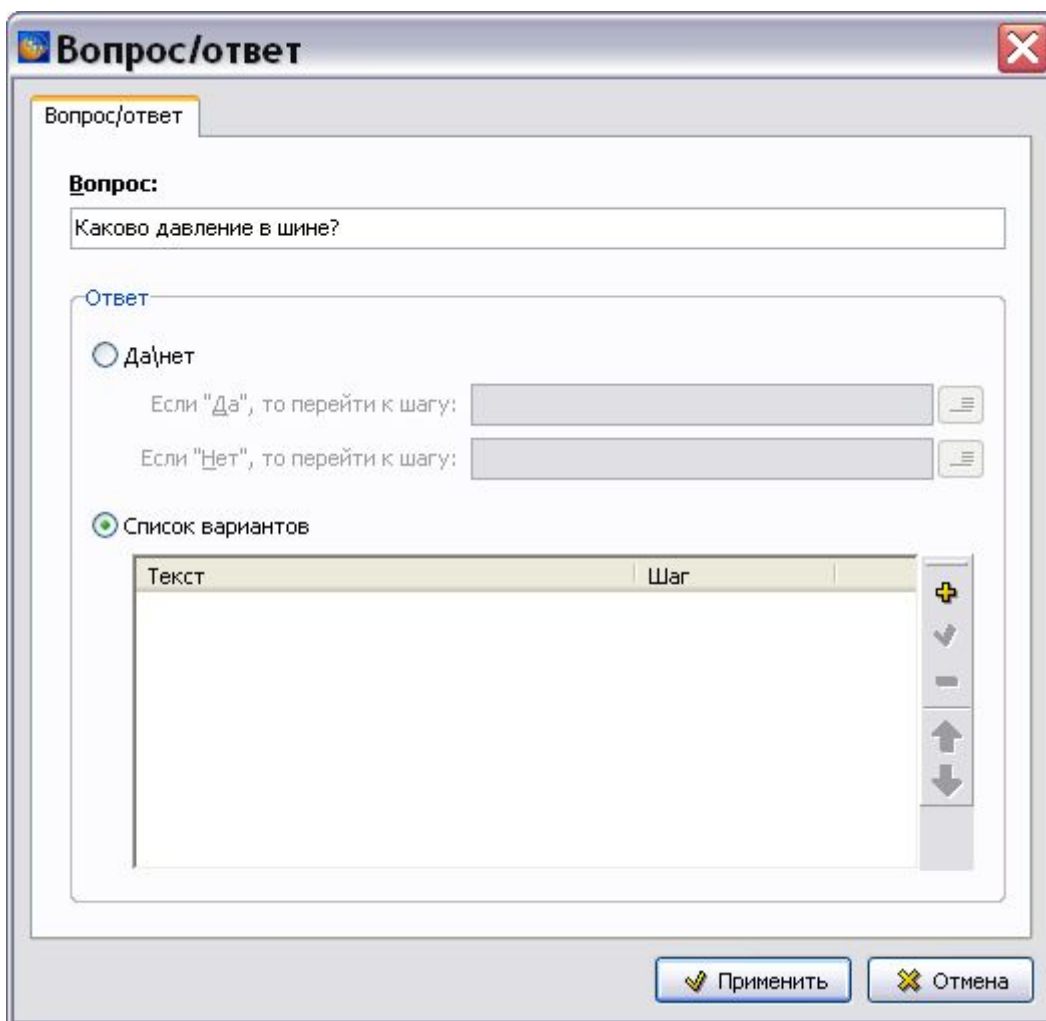 Вопрос/ответ
Вопрос/ответ
Вопрос:
Каково давление в шине?
Ответ
Да\нет
Если "Да", то перейти к шагу:
Если "Нет", то перейти к шагу:
Список вариантов
Текст Шаг
Применить Отмена